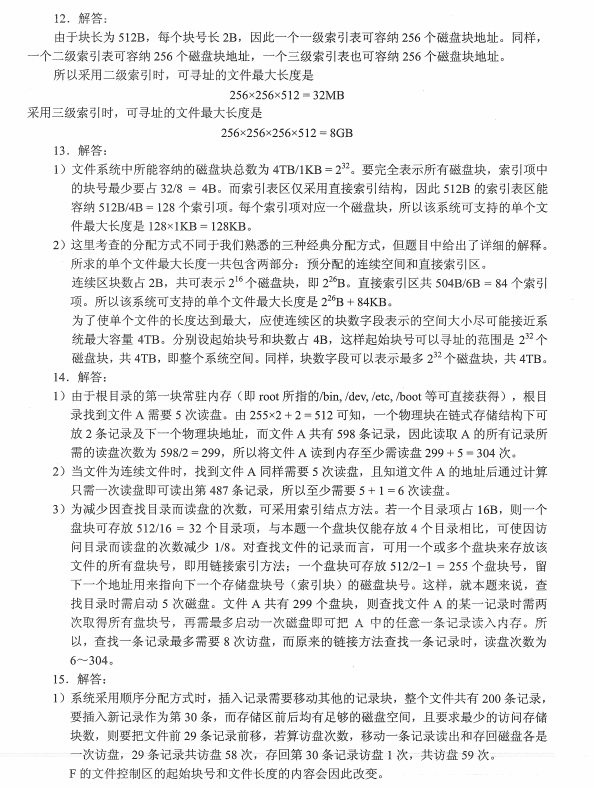 12．解答：
由于块长为 512B，每个块号长 2B，因此一个一级索引表可容纳 256 个磁盘块地址。同样，
一个二级索引表可容纳 256 个磁盘块地址，一个三级索引表也可容纳 256 个磁盘块地址。
所以采用二级索引时，可寻址的文件最大长度是
256×256×512 = 32MB
采用三级索引时，可寻址的文件最大长度是
256×256×256×512 = 8GB
13．解答：
1）文件系统中所能容纳的磁盘块总数为 4TB/1KB = 2³²。要完全表示所有磁盘块，索引项中
的块号最少要占 32/8 = 4B。而索引表区仅采用直接索引结构，因此 512B 的索引表区能
容纳 512B/4B = 128 个索引项。每个索引项对应一个磁盘块，所以该系统可支持的单个文
件最大长度是 128×1KB = 128KB。
2）这里考查的分配方式不同于我们熟悉的三种经典分配方式，但题目中给出了详细的解释。
所求的单个文件最大长度一共包含两部分：预分配的连续空间和直接索引区。
连续区块数占 2B，共可表示 2¹⁶ 个磁盘块，即 2²⁶B。直接索引区共 504B/6B = 84 个索引
项。所以该系统可支持的单个文件最大长度是 2²⁶B + 84KB。
为了使单个文件的长度达到最大，应使连续区的块数字段表示的空间大小尽可能接近系
统最大容量 4TB。分别设起始块号和块数占 4B，这样起始块号可以寻址的范围是 2³² 个
磁盘块，共 4TB，即整个系统空间。同样，块数字段可以表示最多 2³² 个磁盘块，共 4TB。
14．解答：
1）由于根目录的第一块常驻内存（即 root 所指的/bin, /dev, /etc, /boot 等可直接获得），根目
录找到文件 A 需要 5 次读盘。由 255×2 + 2 = 512 可知，一个物理块在链式存储结构下可
放 2 条记录及下一个物理块地址，而文件 A 共有 598 条记录，因此读取 A 的所有记录所
需的读盘次数为 598/2 = 299，所以将文件 A 读到内存至少需读盘 299 + 5 = 304 次。
2）当文件为连续文件时，找到文件 A 同样需要 5 次读盘，且知道文件 A 的地址后通过计算
只需一次读盘即可读出第 487 条记录，所以至少需要 5 + 1 = 6 次读盘。
3）为减少因查找目录而读盘的次数，可采用索引结点方法。若一个目录项占 16B，则一个
盘块可存放 512/16 = 32 个目录项，与本题一个盘块仅能存放 4 个目录相比，可使因访
问目录而读盘的次数减少 1/8。对查找文件的记录而言，可用一个或多个盘块来存放该
文件的所有盘块号，即用链接索引方法；一个盘块可存放 512/2−1 = 255 个盘块号，留
下一个地址用来指向下一个存储盘块号（索引块）的磁盘块号。这样，就本题来说，查
找目录时需启动 5 次磁盘。文件 A 共有 299 个盘块，则查找文件 A 的某一记录时需两
次取得所有盘块号，再需最多启动一次磁盘即可把 A 中的任意一条记录读入内存。所
以，查找一条记录最多需要 8 次访盘，而原来的链接方法查找一条记录时，读盘次数为
6～304。
15．解答：
1）系统采用顺序分配方式时，插入记录需要移动其他的记录块，整个文件共有 200 条记录，
要插入新记录作为第 30 条，而存储区前后均有足够的磁盘空间，且要求最少的访问存储
块数，则要把文件前 29 条记录前移，若算访盘次数，移动一条记录读出和存回磁盘各是
一次访盘，29 条记录共访盘 58 次，存回第 30 条记录访盘 1 次，共访盘 59 次。
F 的文件控制区的起始块号和文件长度的内容会因此改变。